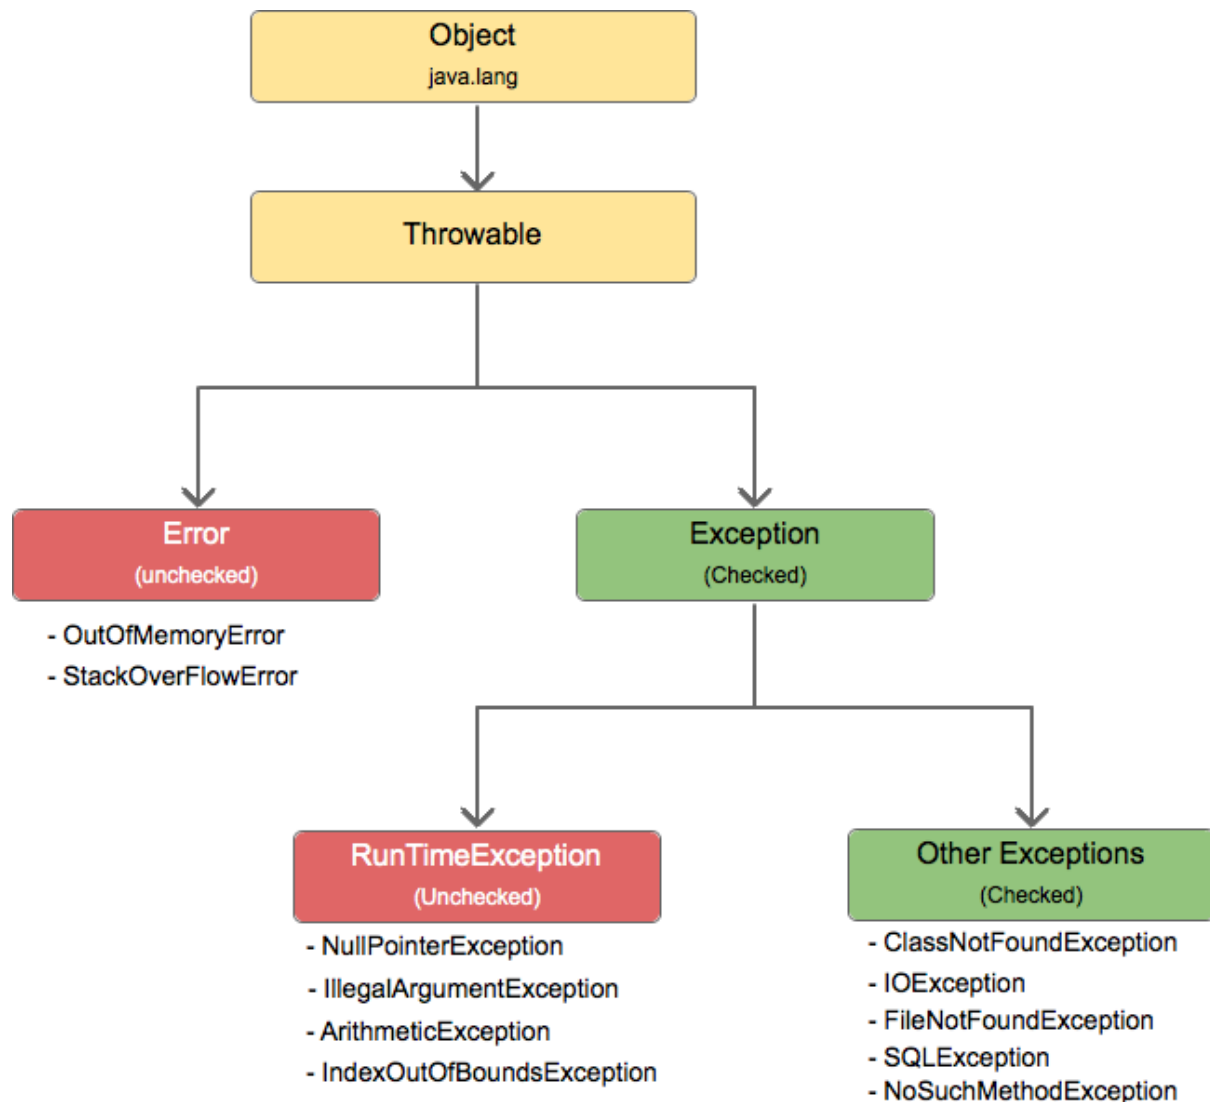 Object
java.lang
Throwable
Error
(unchecked)
- OutOfMemoryError
- StackOverFlowError
Exception
(Checked)
RunTimeException
(Unchecked)
- NullPointerException
- IllegalArgumentException
- ArithmeticException
- IndexOutOfBoundsException
Other Exceptions
(Checked)
- ClassNotFoundException
- IOException
- FileNotFoundException
- SQLException
- NoSuchMethodException